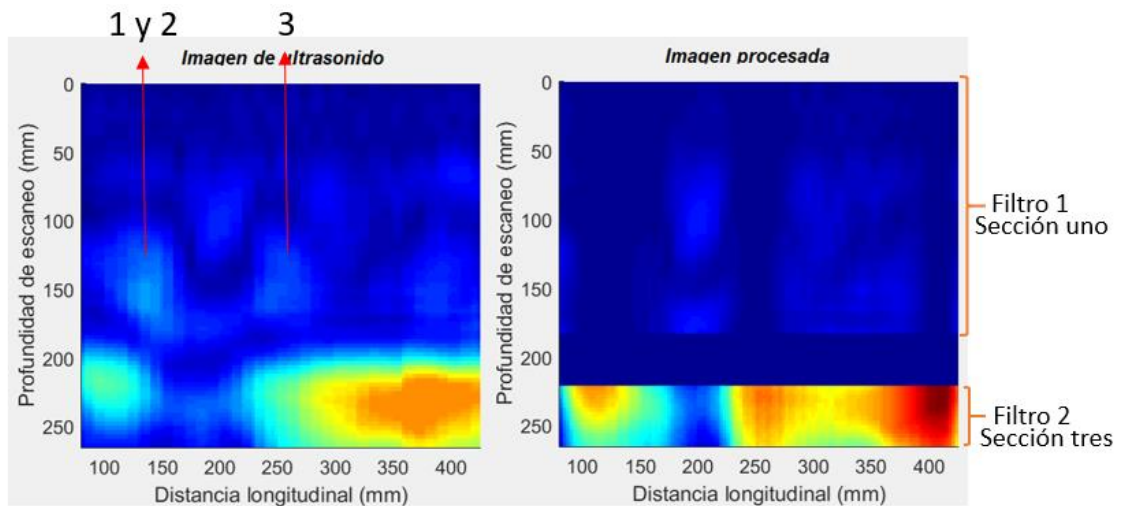 1 y 2
3
Imagen de ultrasonido
Profundidad de escaneo (mm)
0
50
100
150
200
250
100 150 200 250 300 350 400
Distancia longitudinal (mm)
Imagen procesada
Profundidad de escaneo (mm)
0
50
100
150
200
250
100 150 200 250 300 350 400
Distancia longitudinal (mm)
Filtro 1
Sección uno
Filtro 2
Sección tres